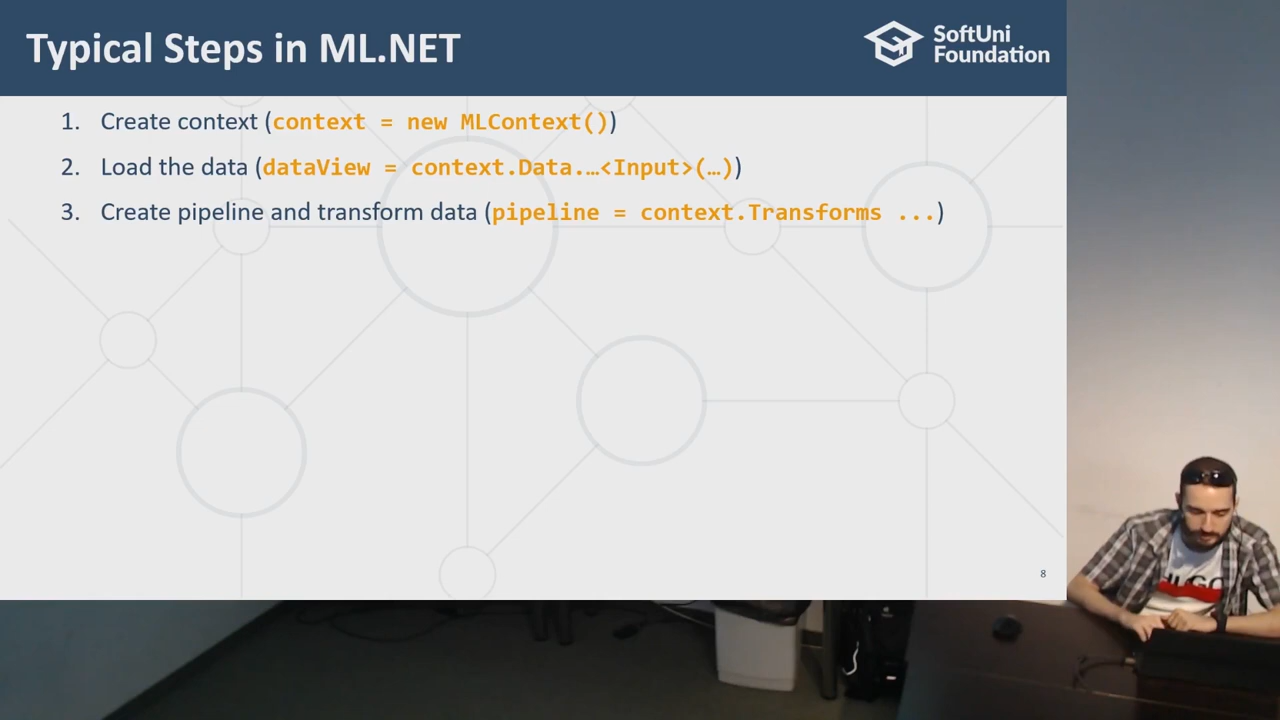 Typical Steps in ML.NET
SoftUni
Foundation
1. Create context (context = new MLContext())
2. Load the data (dataView = context.Data.…<Input>(…))
3. Create pipeline and transform data (pipeline = context.Transforms ...)
8